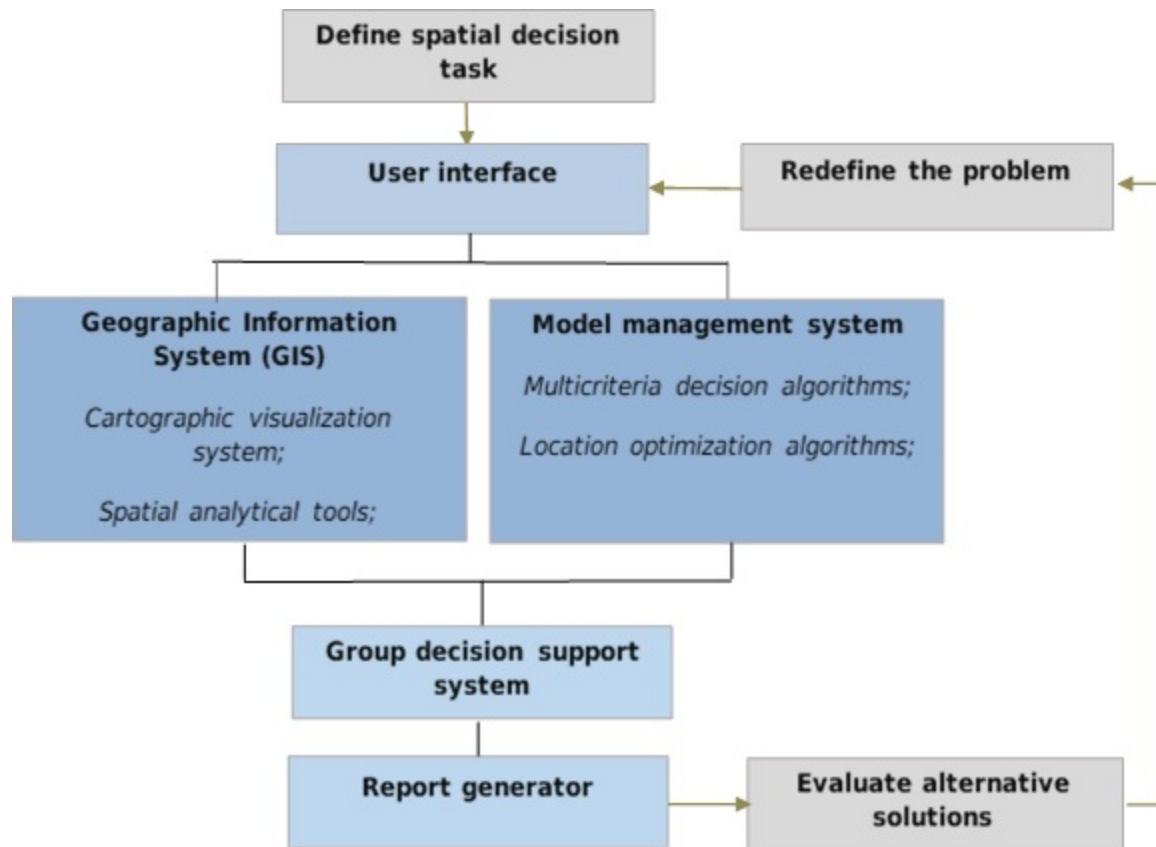 Define spatial decision
task
User interface
Redefine the problem
Geographic Information
System (GIS)
Cartographic visualization
system;
Spatial analytical tools;
Model management system
Multicriteria decision algorithms;
Location optimization algorithms;
Group decision support
system
Report generator
Evaluate alternative
solutions